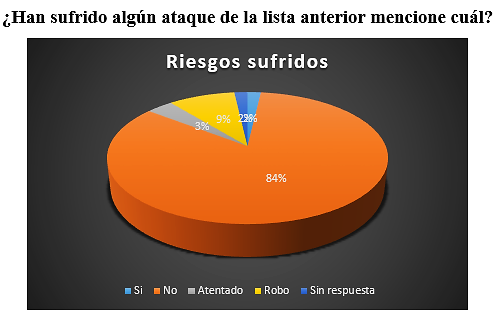 ¿Han sufrido algún ataque de la lista anterior mencione cuál?
Riesgos sufridos
2%
2%
9%
3%
84%
Si No Atentado Robo Sin respuesta